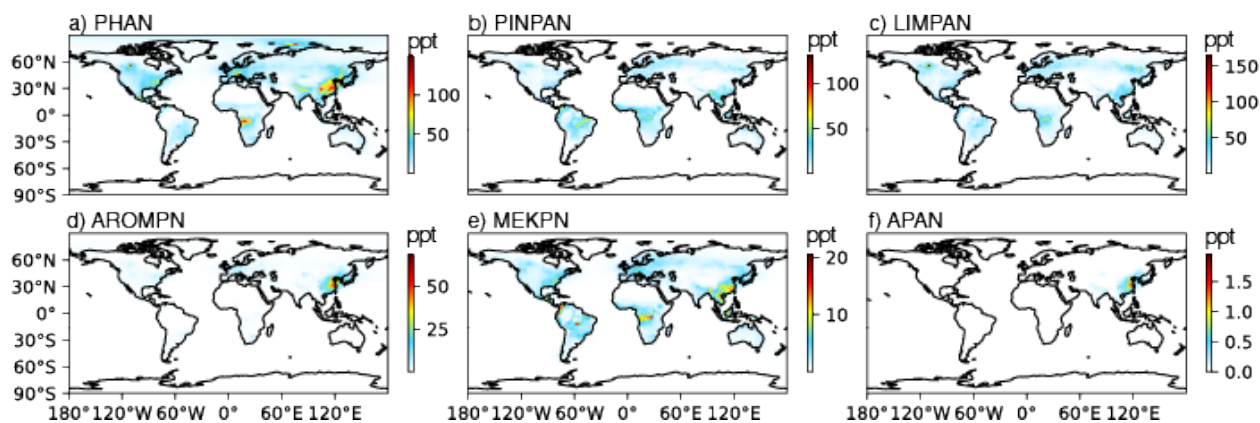 a) PHAN
b) PINPAN
c) LIMPAN
ppt
ppt
ppt
60°N
30°N
0°
30°S
60°S
90°S
100
50
100
50
150
100
50
d) AROMPN
e) MEKPN
f) APAN
ppt
ppt
ppt
60°N
30°N
0°
30°S
60°S
90°S
50
25
20
10
1.5
1.0
0.5
0.0
180° 120°W 60°W 0° 60°E 120°E
180° 120°W 60°W 0° 60°E 120°E
180° 120°W 60°W 0° 60°E 120°E